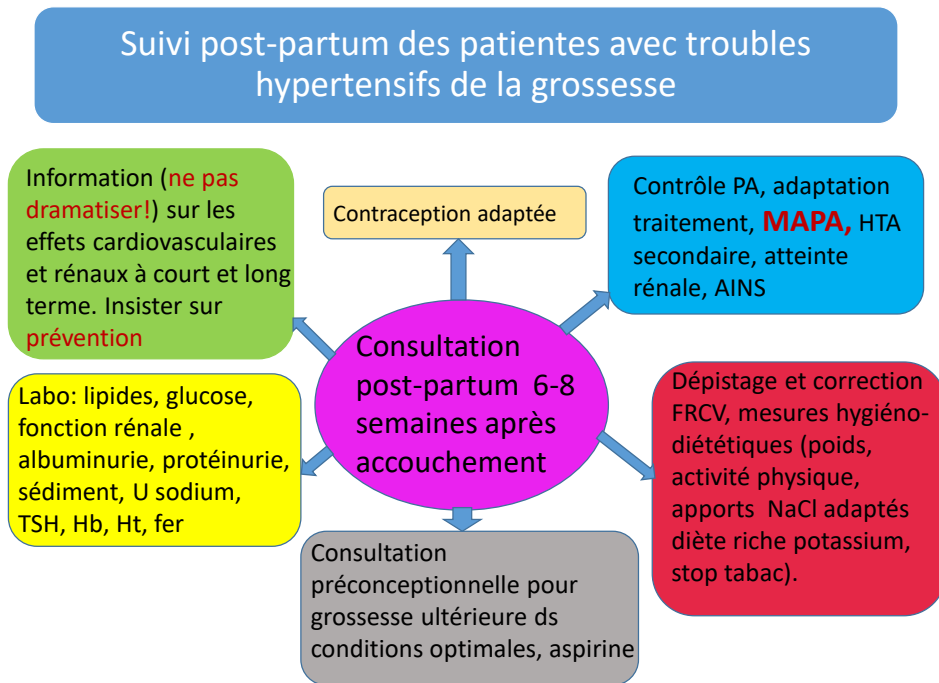 Suivi post-partum des patientes avec troubles
hypertensifs de la grossesse
Information (ne pas
dramatiser!) sur les
effets cardiovasculaires
et rénaux à court et long
terme. Insister sur
prévention
Contraception adaptée
Contrôle PA, adaptation
traitement, MAPA, HTA
secondaire, atteinte
rénale, AINS
Consultation
post-partum 6-8
semaines après
accouchement
Labo: lipides, glucose,
fonction rénale ,
albuminurie, protéinurie,
sédiment, U sodium,
TSH, Hb, Ht, fer
Dépistage et correction
FRCV, mesures hygiéno-
diététiques (poids,
activité physique,
apports NaCl adaptés
diète riche potassium,
stop tabac).
Consultation
préconceptionnelle pour
grossesse ultérieure ds
conditions optimales, aspirine